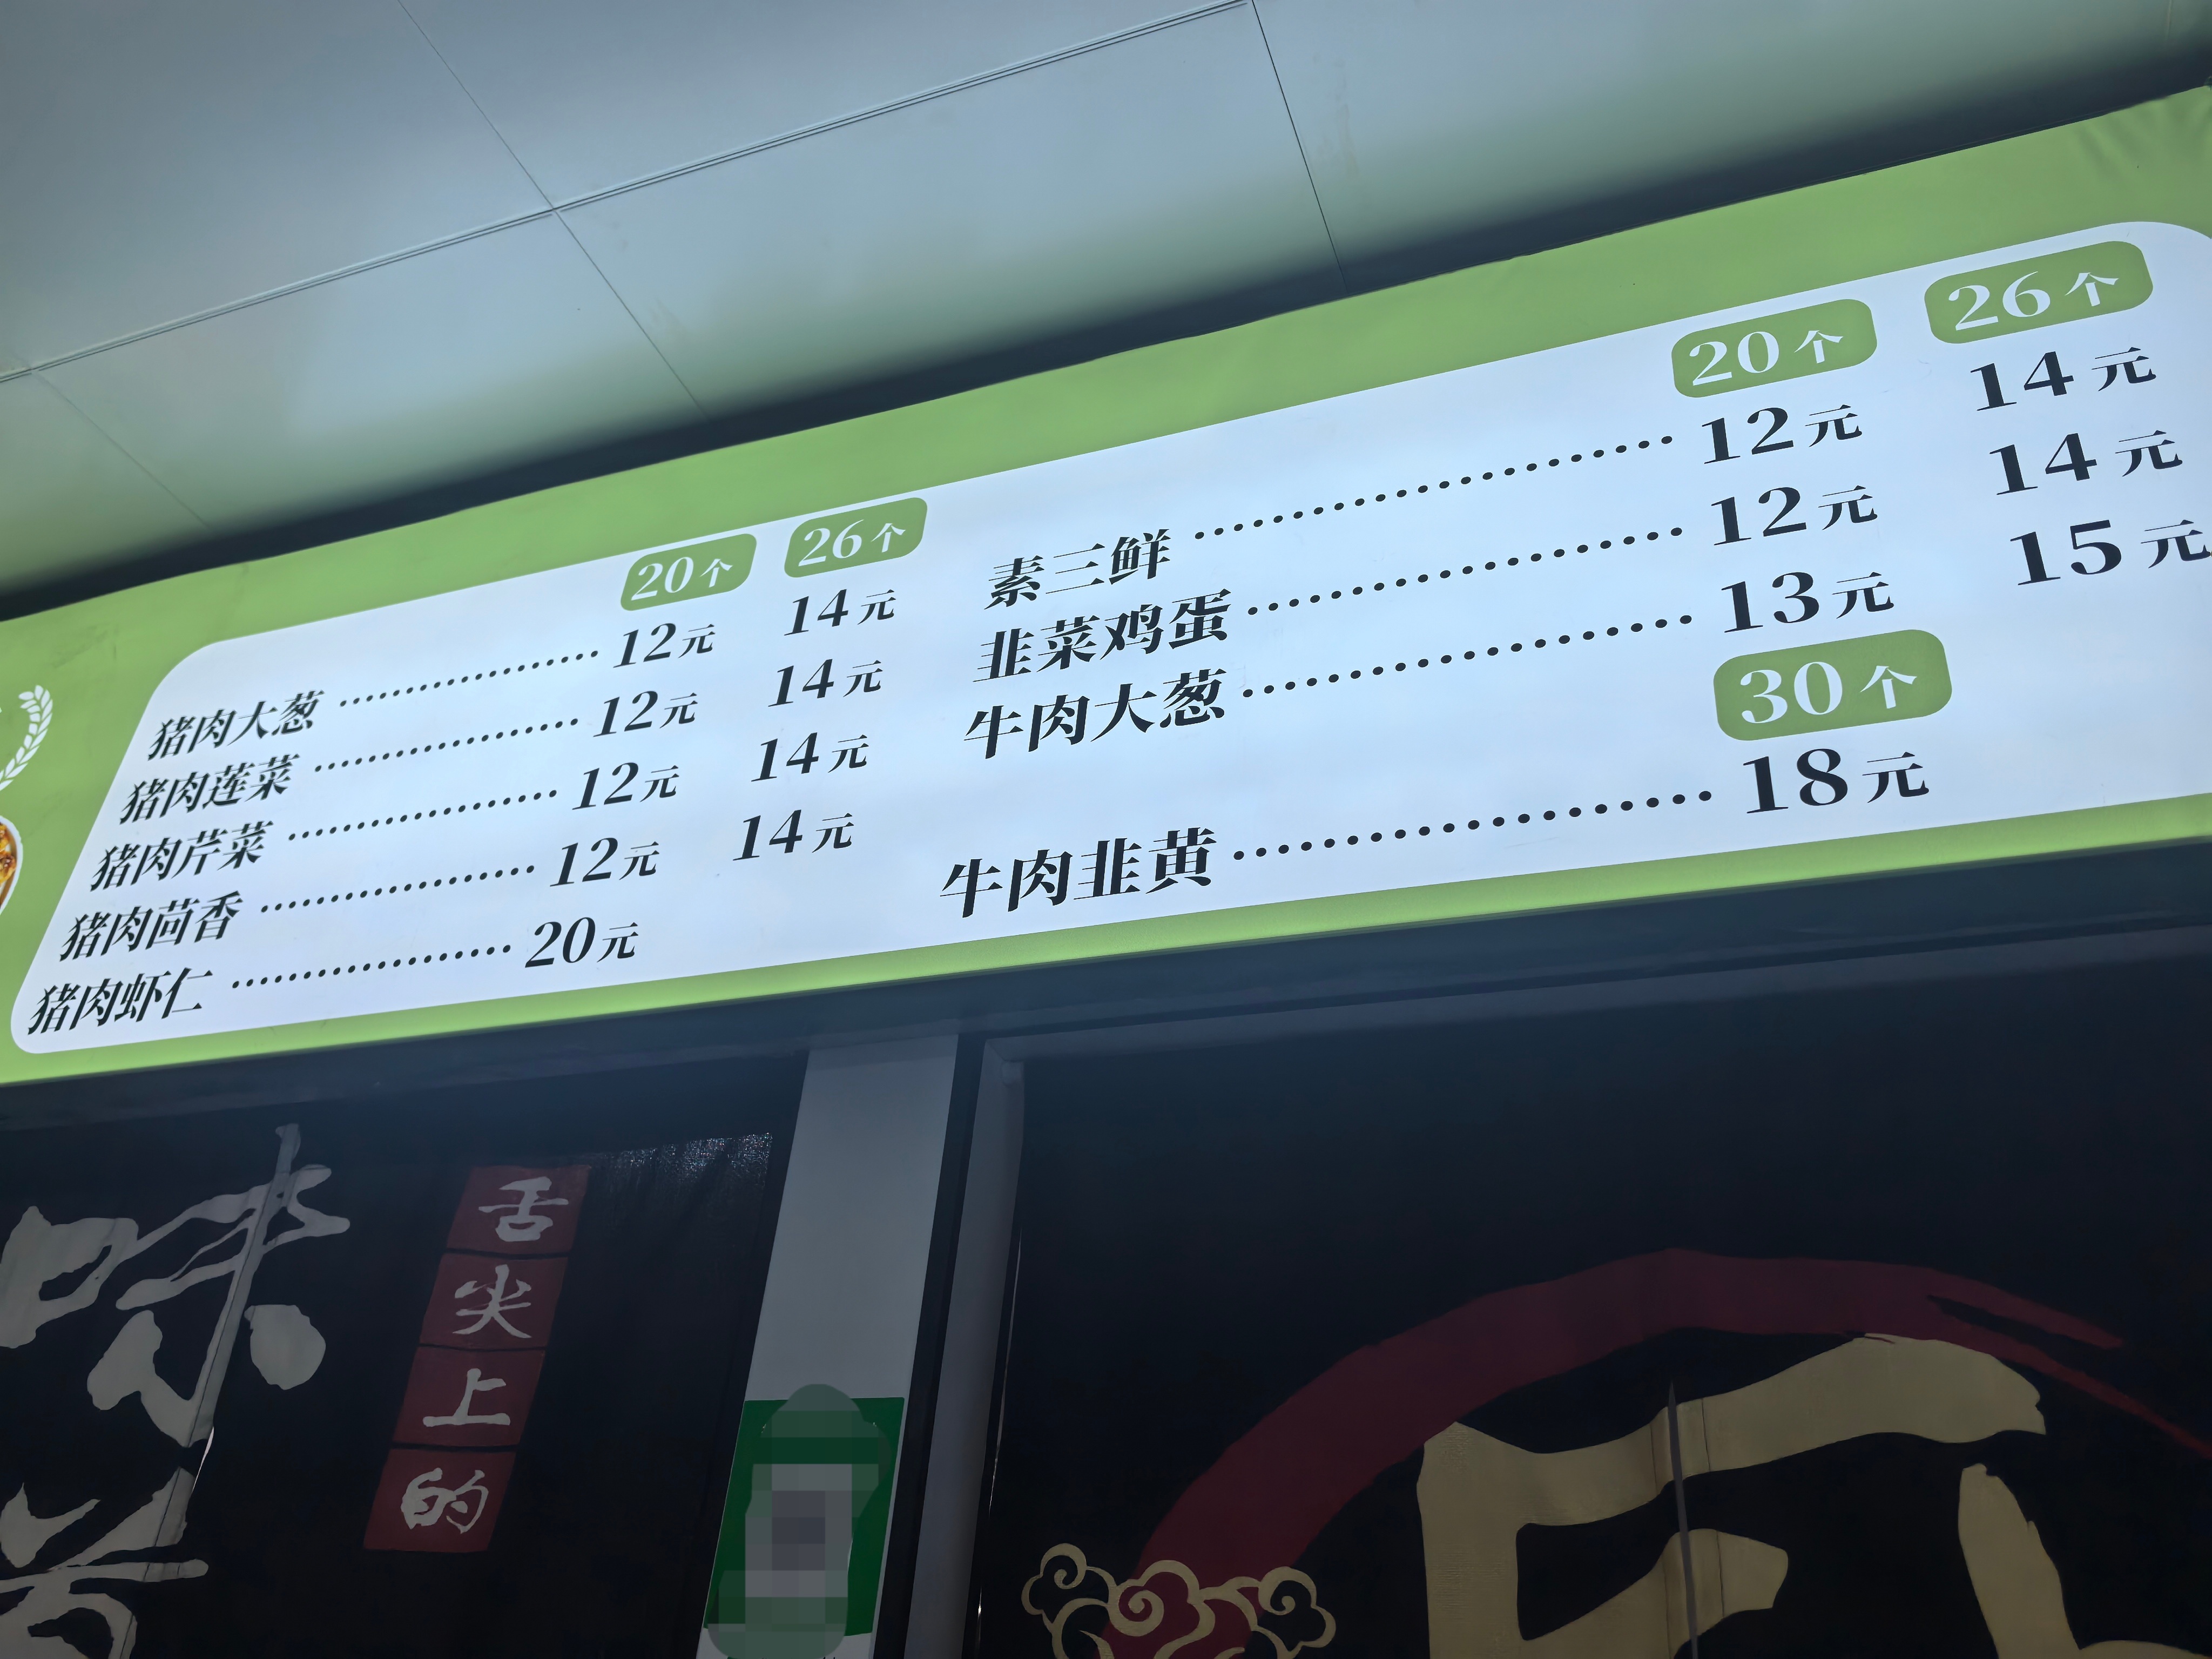 20个 26个
猪肉大葱 ………… 12元 14元
猪肉莲菜 ………… 12元 14元
猪肉芹菜 ………… 12元 14元
猪肉茴香 ………… 12元 14元
猪肉虾仁 ………… 20元
20个 26个
素三鲜 ………… 12元 14元
韭菜鸡蛋 ………… 12元 14元
牛肉大葱 ………… 13元 15元
30个
牛肉韭黄 ………… 18元
味
舌
尖
上
的